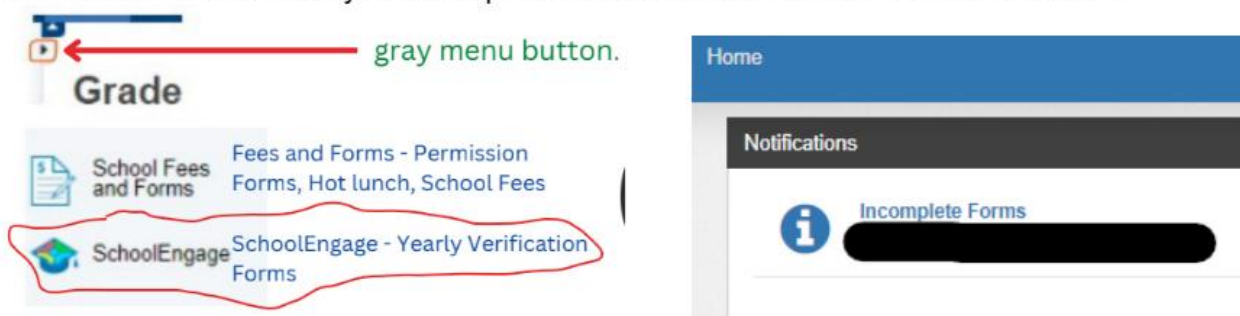 gray menu button.
Grade
School Fees
and Forms
Fees and Forms - Permission
Forms, Hot lunch, School Fees
SchoolEngage
SchoolEngage - Yearly Verification
Forms
Home
Notifications
Incomplete Forms